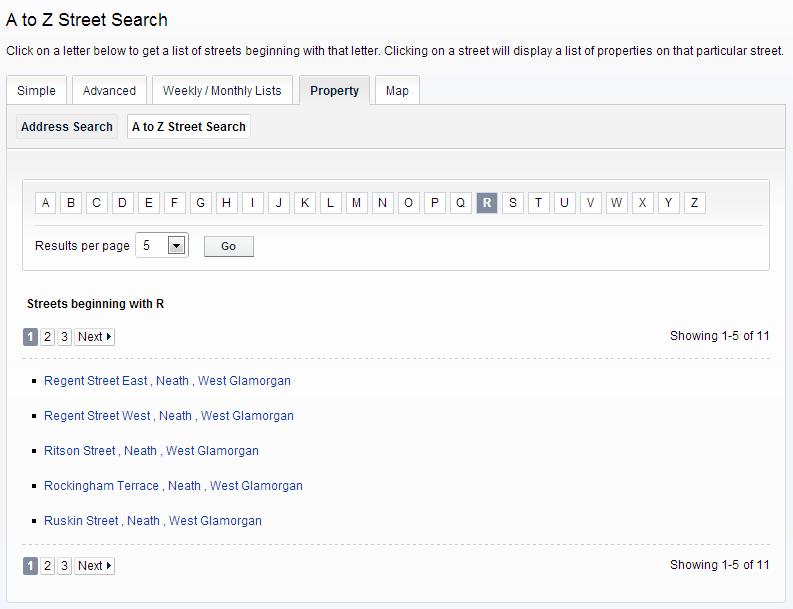 A to Z Street Search
Click on a letter below to get a list of streets beginning with that letter. Clicking on a street will display a list of properties on that particular street.
Simple Advanced Weekly / Monthly Lists Property Map
Address Search A to Z Street Search
A B C D E F G H I J K L M N O P Q R S T U V W X Y Z
Results per page 5 Go
Streets beginning with R
1 2 3 Next Showing 1-5 of 11
Regent Street East , Neath , West Glamorgan
Regent Street West , Neath , West Glamorgan
Ritson Street , Neath , West Glamorgan
Rockingham Terrace , Neath , West Glamorgan
Ruskin Street , Neath , West Glamorgan
1 2 3 Next Showing 1-5 of 11